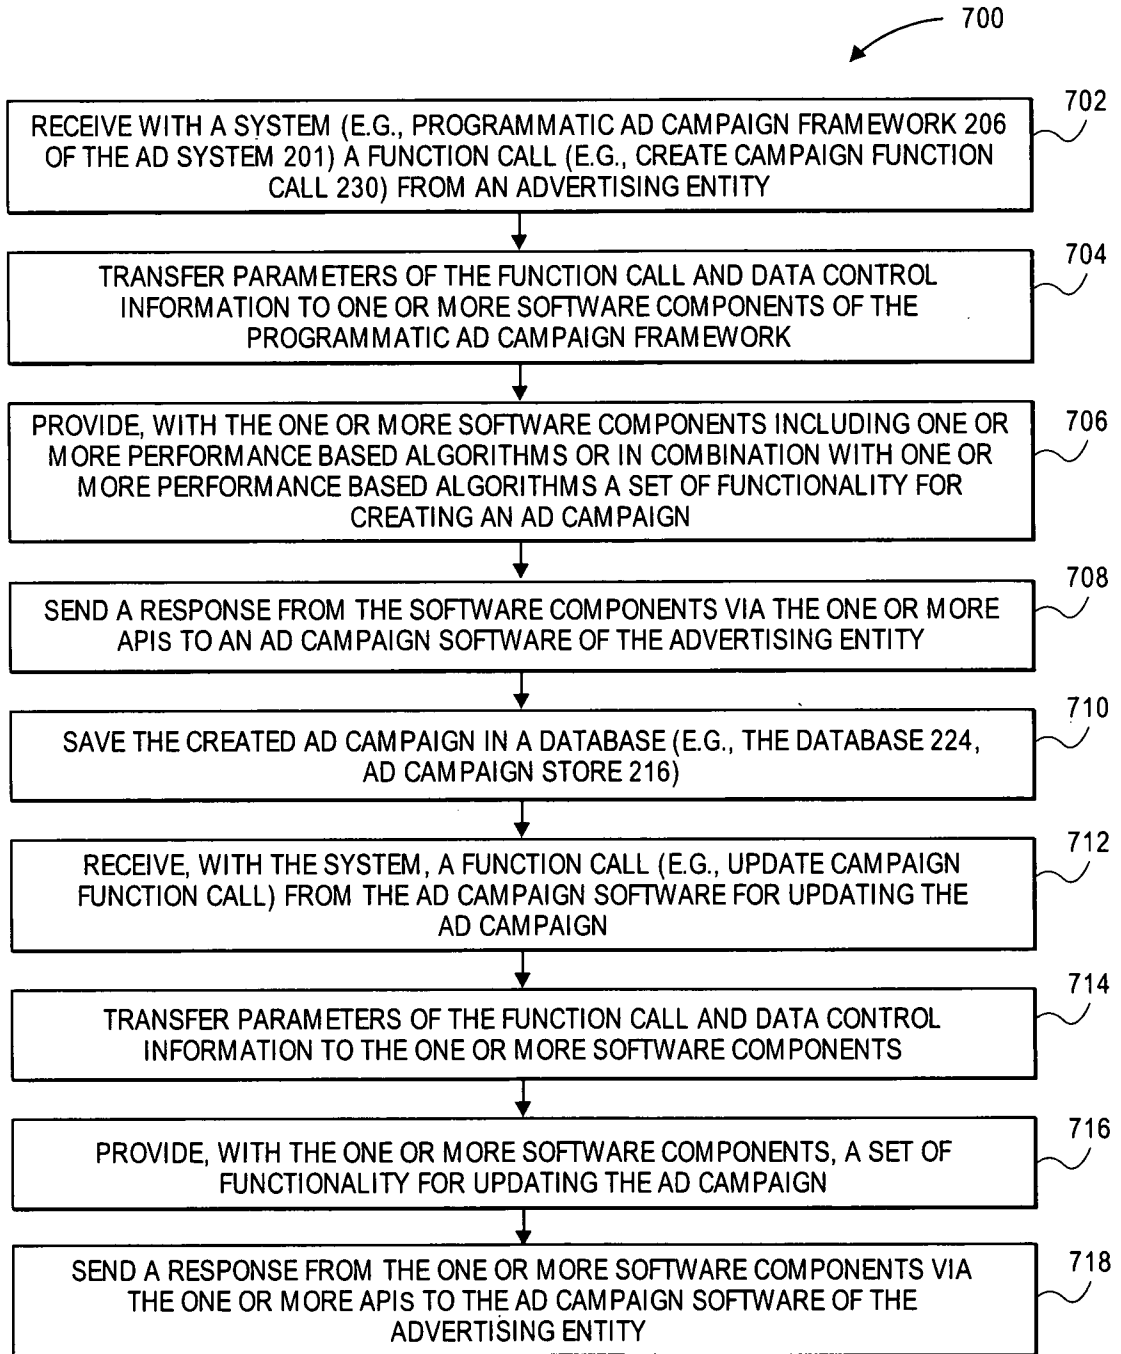 700
702
RECEIVE WITH A SYSTEM (E.G., PROGRAMMATIC AD CAMPAIGN FRAMEWORK 206
OF THE AD SYSTEM 201) A FUNCTION CALL (E.G., CREATE CAMPAIGN FUNCTION
CALL 230) FROM AN ADVERTISING ENTITY
704
TRANSFER PARAMETERS OF THE FUNCTION CALL AND DATA CONTROL
INFORMATION TO ONE OR MORE SOFTWARE COMPONENTS OF THE
PROGRAMMATIC AD CAMPAIGN FRAMEWORK
706
PROVIDE, WITH THE ONE OR MORE SOFTWARE COMPONENTS INCLUDING ONE OR
MORE PERFORMANCE BASED ALGORITHMS OR IN COMBINATION WITH ONE OR
MORE PERFORMANCE BASED ALGORITHMS A SET OF FUNCTIONALITY FOR
CREATING AN AD CAMPAIGN
708
SEND A RESPONSE FROM THE SOFTWARE COMPONENTS VIA THE ONE OR MORE
APIS TO AN AD CAMPAIGN SOFTWARE OF THE ADVERTISING ENTITY
710
SAVE THE CREATED AD CAMPAIGN IN A DATABASE (E.G., THE DATABASE 224,
AD CAMPAIGN STORE 216)
712
RECEIVE, WITH THE SYSTEM, A FUNCTION CALL (E.G., UPDATE CAMPAIGN
FUNCTION CALL) FROM THE AD CAMPAIGN SOFTWARE FOR UPDATING THE
AD CAMPAIGN
714
TRANSFER PARAMETERS OF THE FUNCTION CALL AND DATA CONTROL
INFORMATION TO THE ONE OR MORE SOFTWARE COMPONENTS
716
PROVIDE, WITH THE ONE OR MORE SOFTWARE COMPONENTS, A SET OF
FUNCTIONALITY FOR UPDATING THE AD CAMPAIGN
718
SEND A RESPONSE FROM THE ONE OR MORE SOFTWARE COMPONENTS VIA
THE ONE OR MORE APIS TO THE AD CAMPAIGN SOFTWARE OF THE
ADVERTISING ENTITY